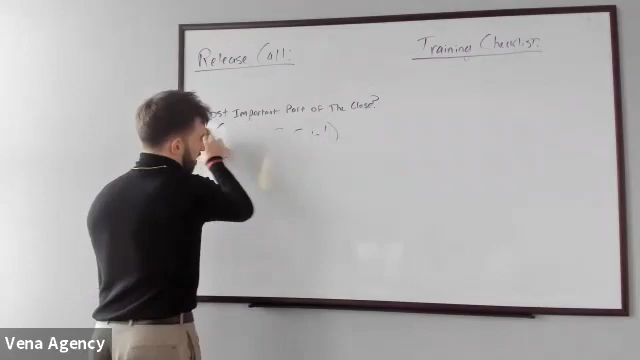 Release Call:
Training Checklist:
Important Part of The Close?
Vena Agency